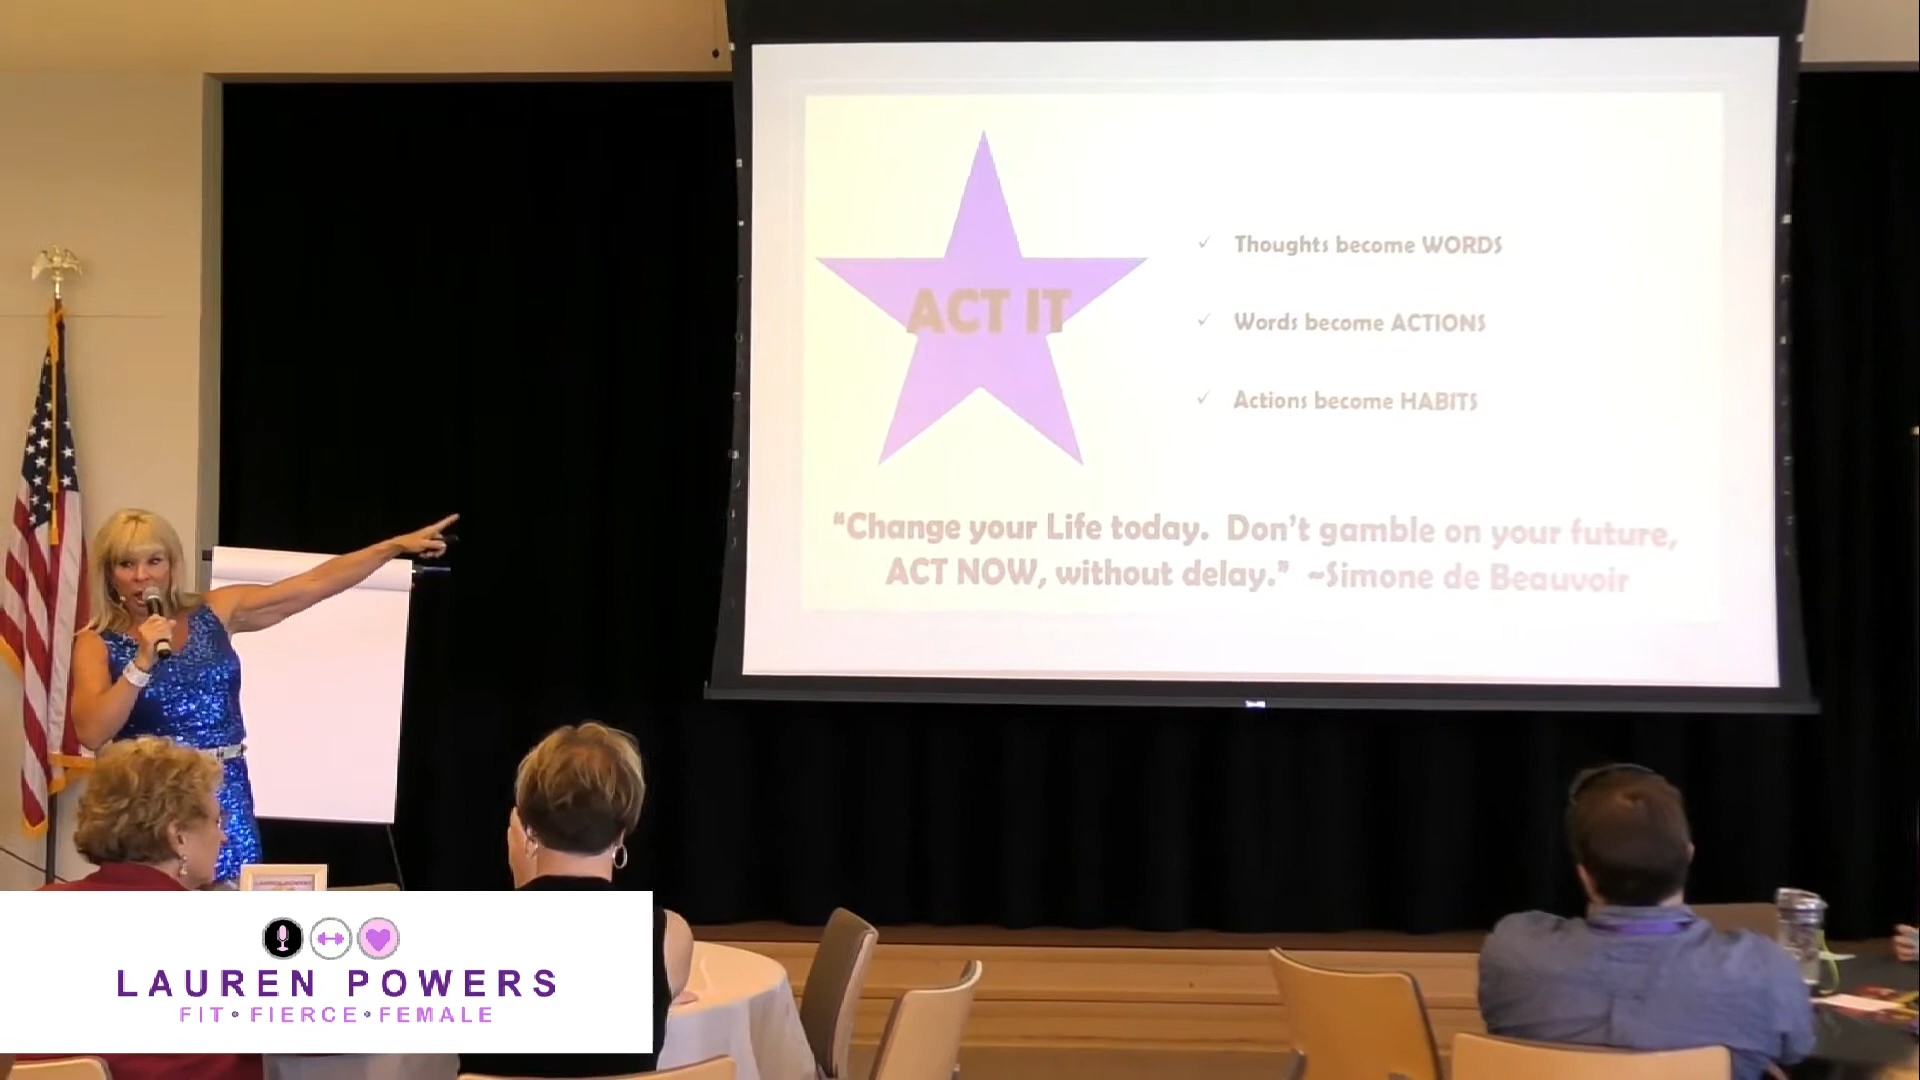 ACT IT
✓ Thoughts become WORDS
✓ Words become ACTIONS
✓ Actions become HABITS
“Change your Life today. Don’t gamble on your future,
ACT NOW, without delay.” ~Simone de Beauvoir
LAUREN POWERS
FIT•FIERCE•FEMALE